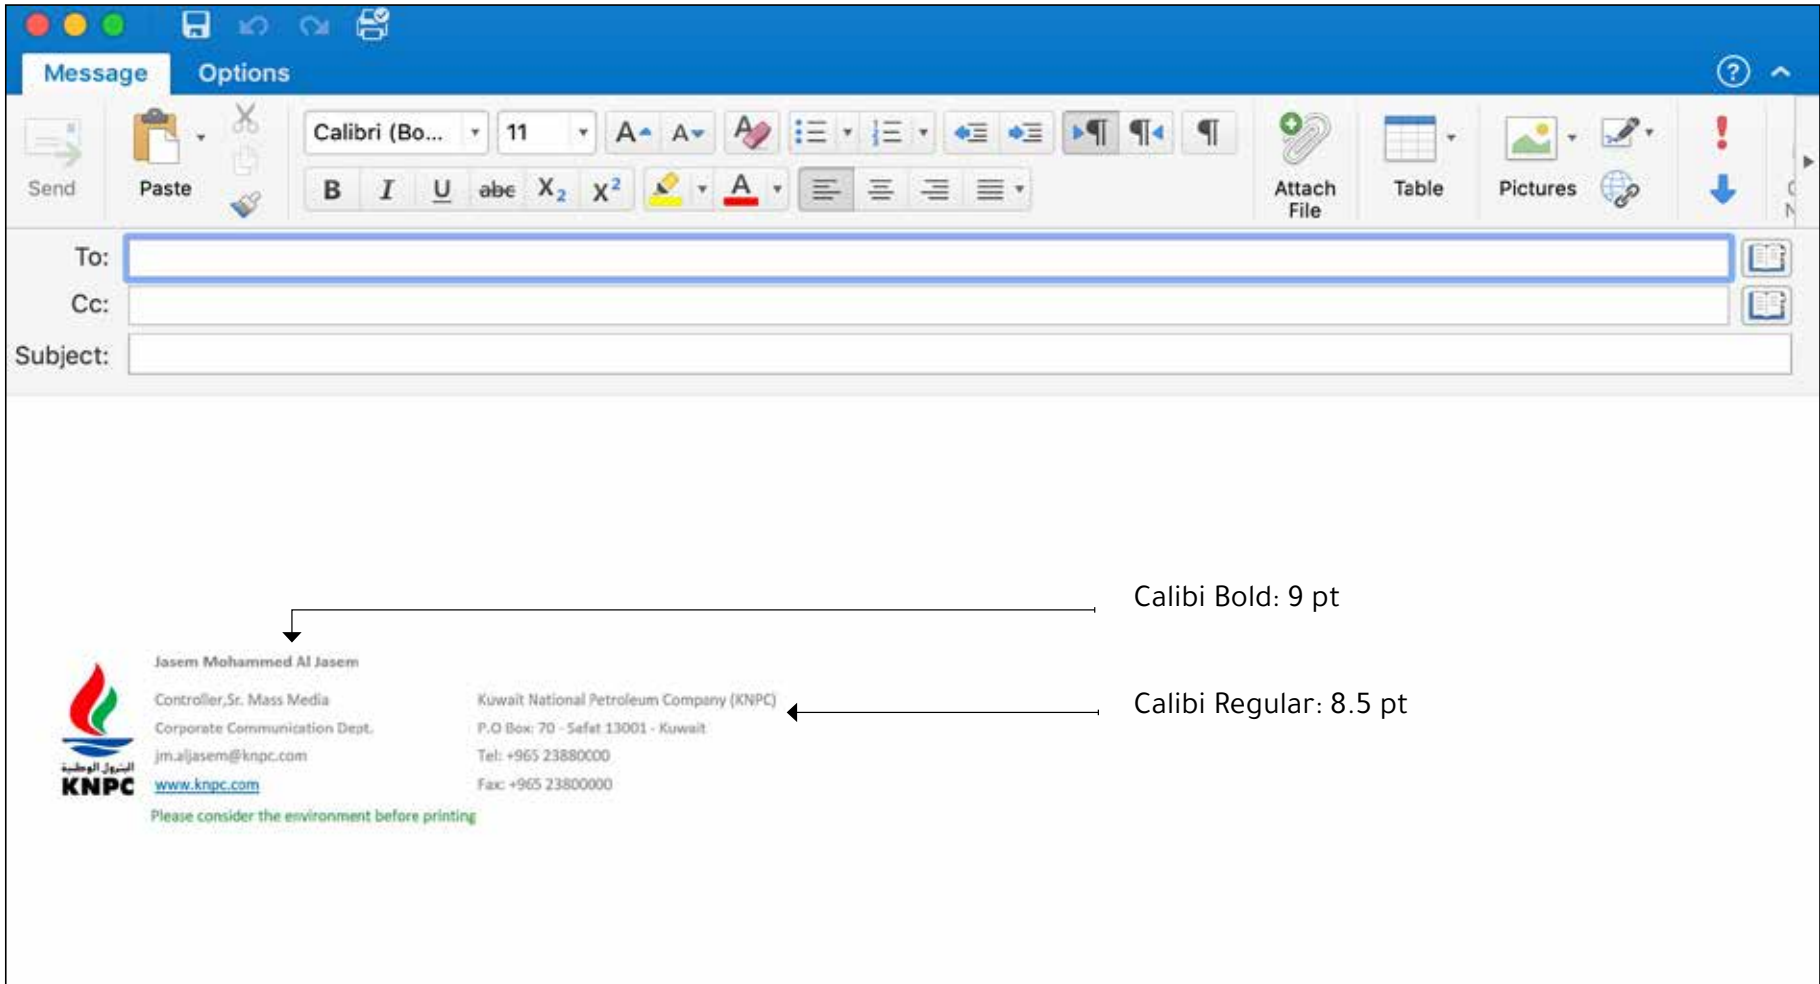 Message
Options
Send
Paste
Calibri (Bo...
11
Attach
File
Table
Pictures
To:
Cc:
Subject:
Calibi Bold: 9 pt
Jasem Mohammed Al Jasem
Controller,Sr. Mass Media
Kuwait National Petroleum Company (KNPC)
Calibi Regular: 8.5 pt
Corporate Communication Dept.
P.O Box: 70 - Safat 13001 - Kuwait
jm.aljasem@knpc.com
Tel: +965 23880000
البترول الوطنية
KNPC
www.knpc.com
Fax: +965 23800000
Please consider the environment before printing